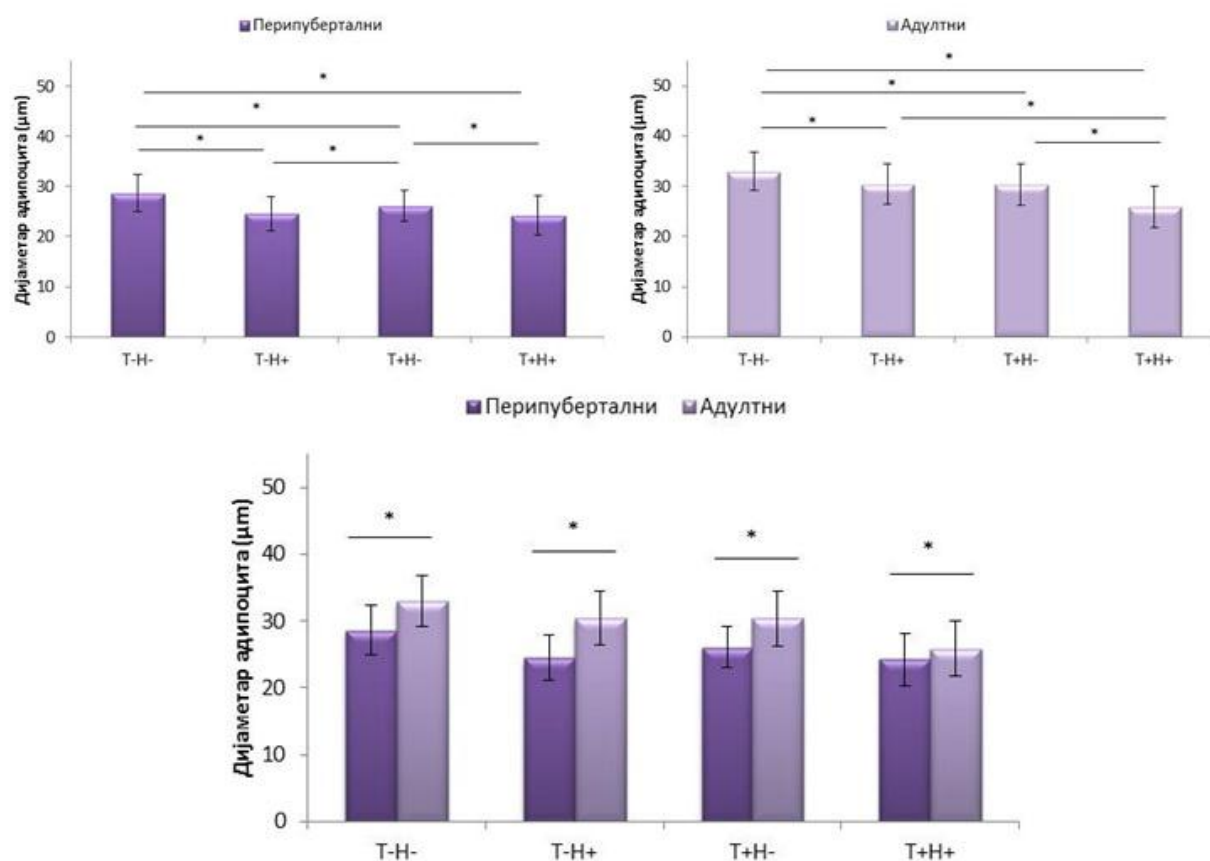 Перипубертални
Дијаметар адипоцита (µm)
50
40
30
20
10
0
* * * * *
Т-Н- Т-Н+ Т+Н- Т+Н+
Адултни
Дијаметар адипоцита (µm)
50
40
30
20
10
0
* * * * *
Т-Н- Т-Н+ Т+Н- Т+Н+
Перипубертални Адултни
Дијаметар адипоцита (µm)
50
40
30
20
10
0
* * * *
Т-Н- Т-Н+ Т+Н- Т+Н+